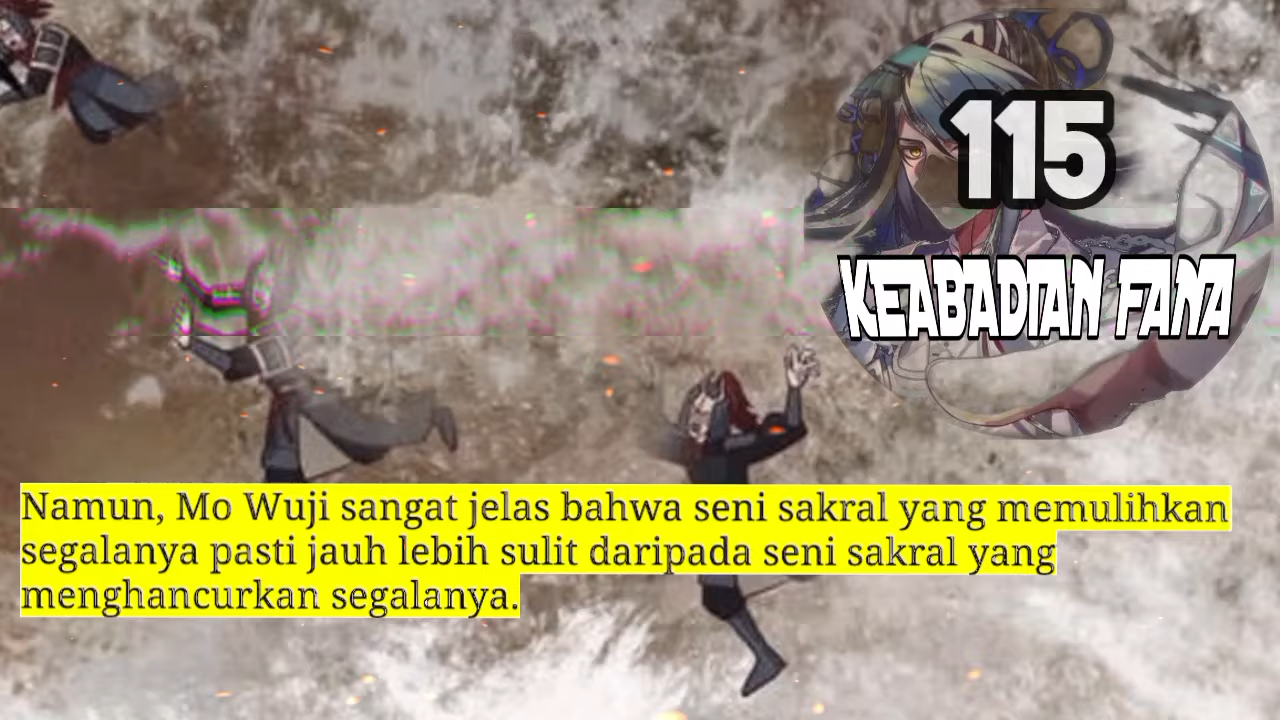 115
KEABADIAN FANA
Namun, Mo Wuji sangat jelas bahwa seni sakral yang memulihkan
segalanya pasti jauh lebih sulit daripada seni sakral yang
menghancurkan segalanya.